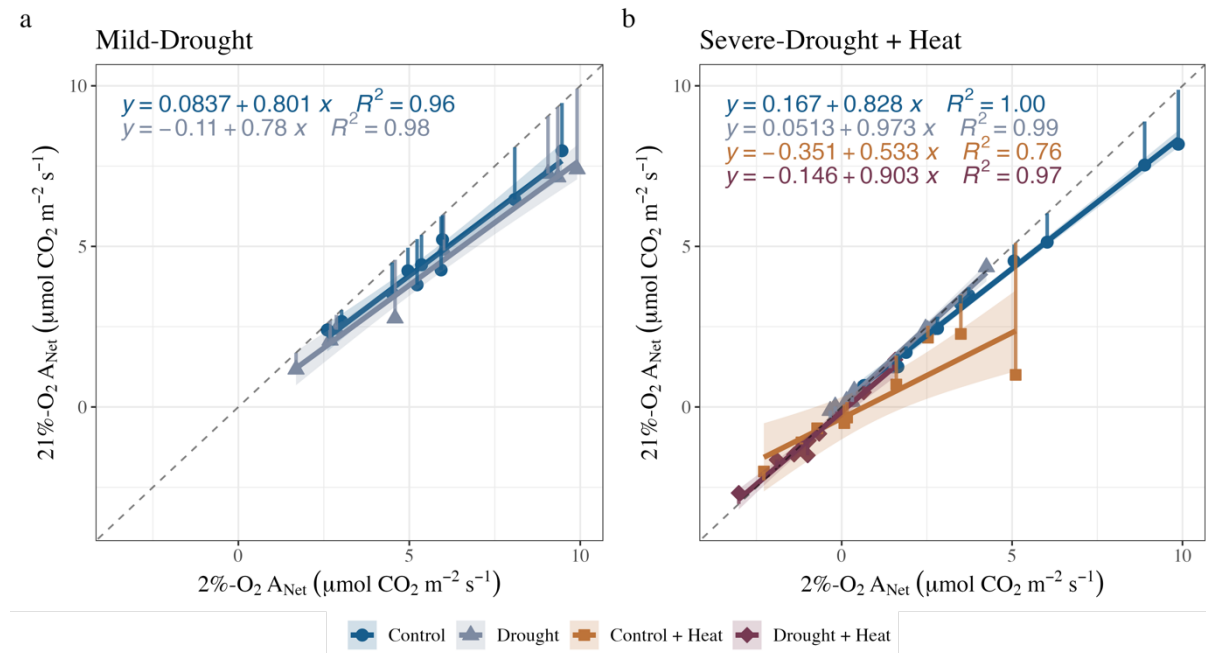 a
Mild-Drought
y = 0.0837 + 0.801 x R² = 0.96
y = −0.11 + 0.78 x R² = 0.98
10
5
0
21%-O₂ A_Net (μmol CO₂ m⁻² s⁻¹)
0 5 10
2%-O₂ A_Net (μmol CO₂ m⁻² s⁻¹)
b
Severe-Drought + Heat
y = 0.167 + 0.828 x R² = 1.00
y = 0.0513 + 0.973 x R² = 0.99
y = −0.351 + 0.533 x R² = 0.76
y = −0.146 + 0.903 x R² = 0.97
10
5
0
21%-O₂ A_Net (μmol CO₂ m⁻² s⁻¹)
0 5 10
2%-O₂ A_Net (μmol CO₂ m⁻² s⁻¹)
Control Drought Control + Heat Drought + Heat